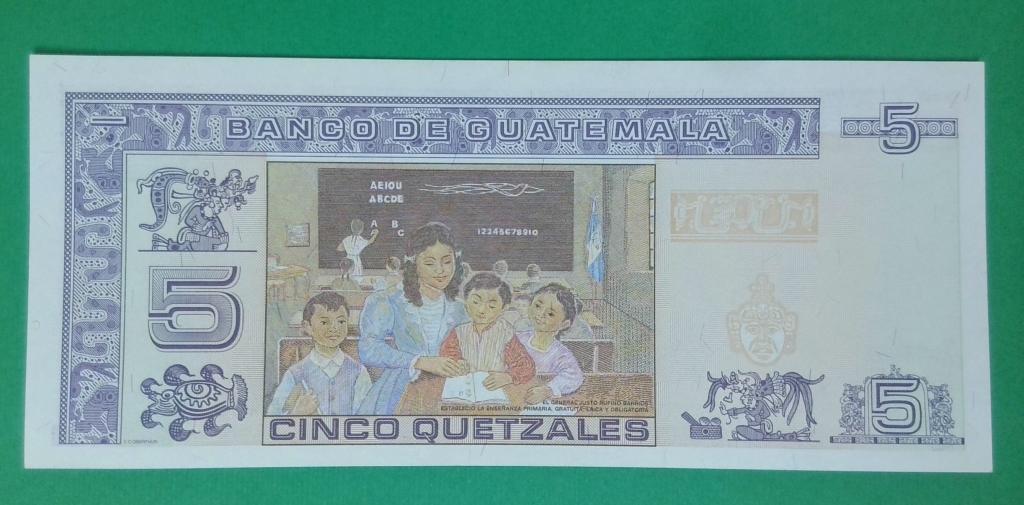 BANCO DE GUATEMALA
5
AEIOU
ABCDE
A B
C
12345678910
5
EL GENERAL JUSTO RUFINO BARRIOS
ESTABLECIO LA ENSEÑANZA PRIMARIA, GRATUITA, LAICA Y OBLIGATORIA
CINCO QUETZALES
5